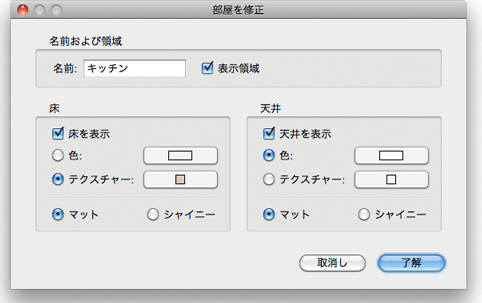 部屋を修正
名前および領域
名前: キッチン 表示領域
床
床を表示
色:
テクスチャー:
マット シャイニー
天井
天井を表示
色:
テクスチャー:
マット シャイニー
取消し 了解